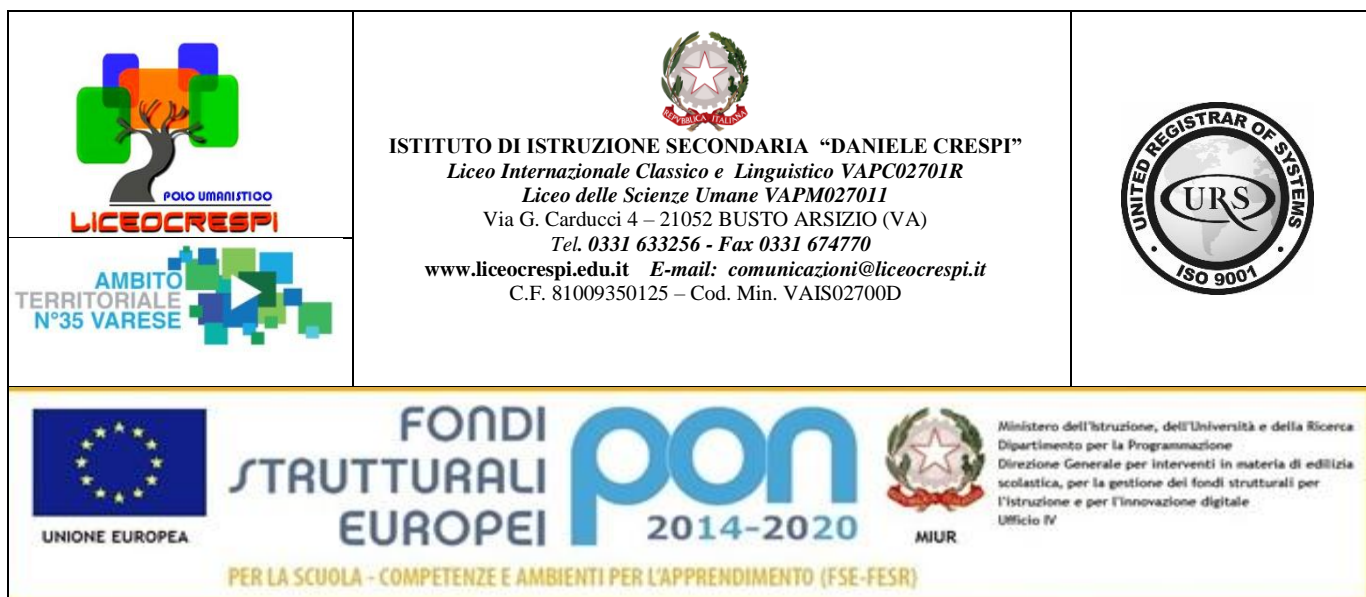 POLO UMANISTICO
LICEOCRESPI
AMBITO
TERRITORIALE
N°35 VARESE
REPVBBLICA ITALIANA
ISTITUTO DI ISTRUZIONE SECONDARIA “DANIELE CRESPI”
Liceo Internazionale Classico e Linguistico VAPC02701R
Liceo delle Scienze Umane VAPM027011
Via G. Carducci 4 – 21052 BUSTO ARSIZIO (VA)
Tel. 0331 633256 - Fax 0331 674770
www.liceocrespi.edu.it E-mail: comunicazioni@liceocrespi.it
C.F. 81009350125 – Cod. Min. VAIS02700D
UNITED REGISTRAR OF SYSTEMS
URS
ISO 9001
UNIONE EUROPEA
FONDI
STRUTTURALI
EUROPEI
pon
2014-2020
MIUR
Ministero dell'Istruzione, dell'Università e della Ricerca
Dipartimento per la Programmazione
Direzione Generale per interventi in materia di edilizia
scolastica, per la gestione dei fondi strutturali per
l'istruzione e per l'innovazione digitale
Ufficio IV
PER LA SCUOLA - COMPETENZE E AMBIENTI PER L'APPRENDIMENTO (FSE-FESR)